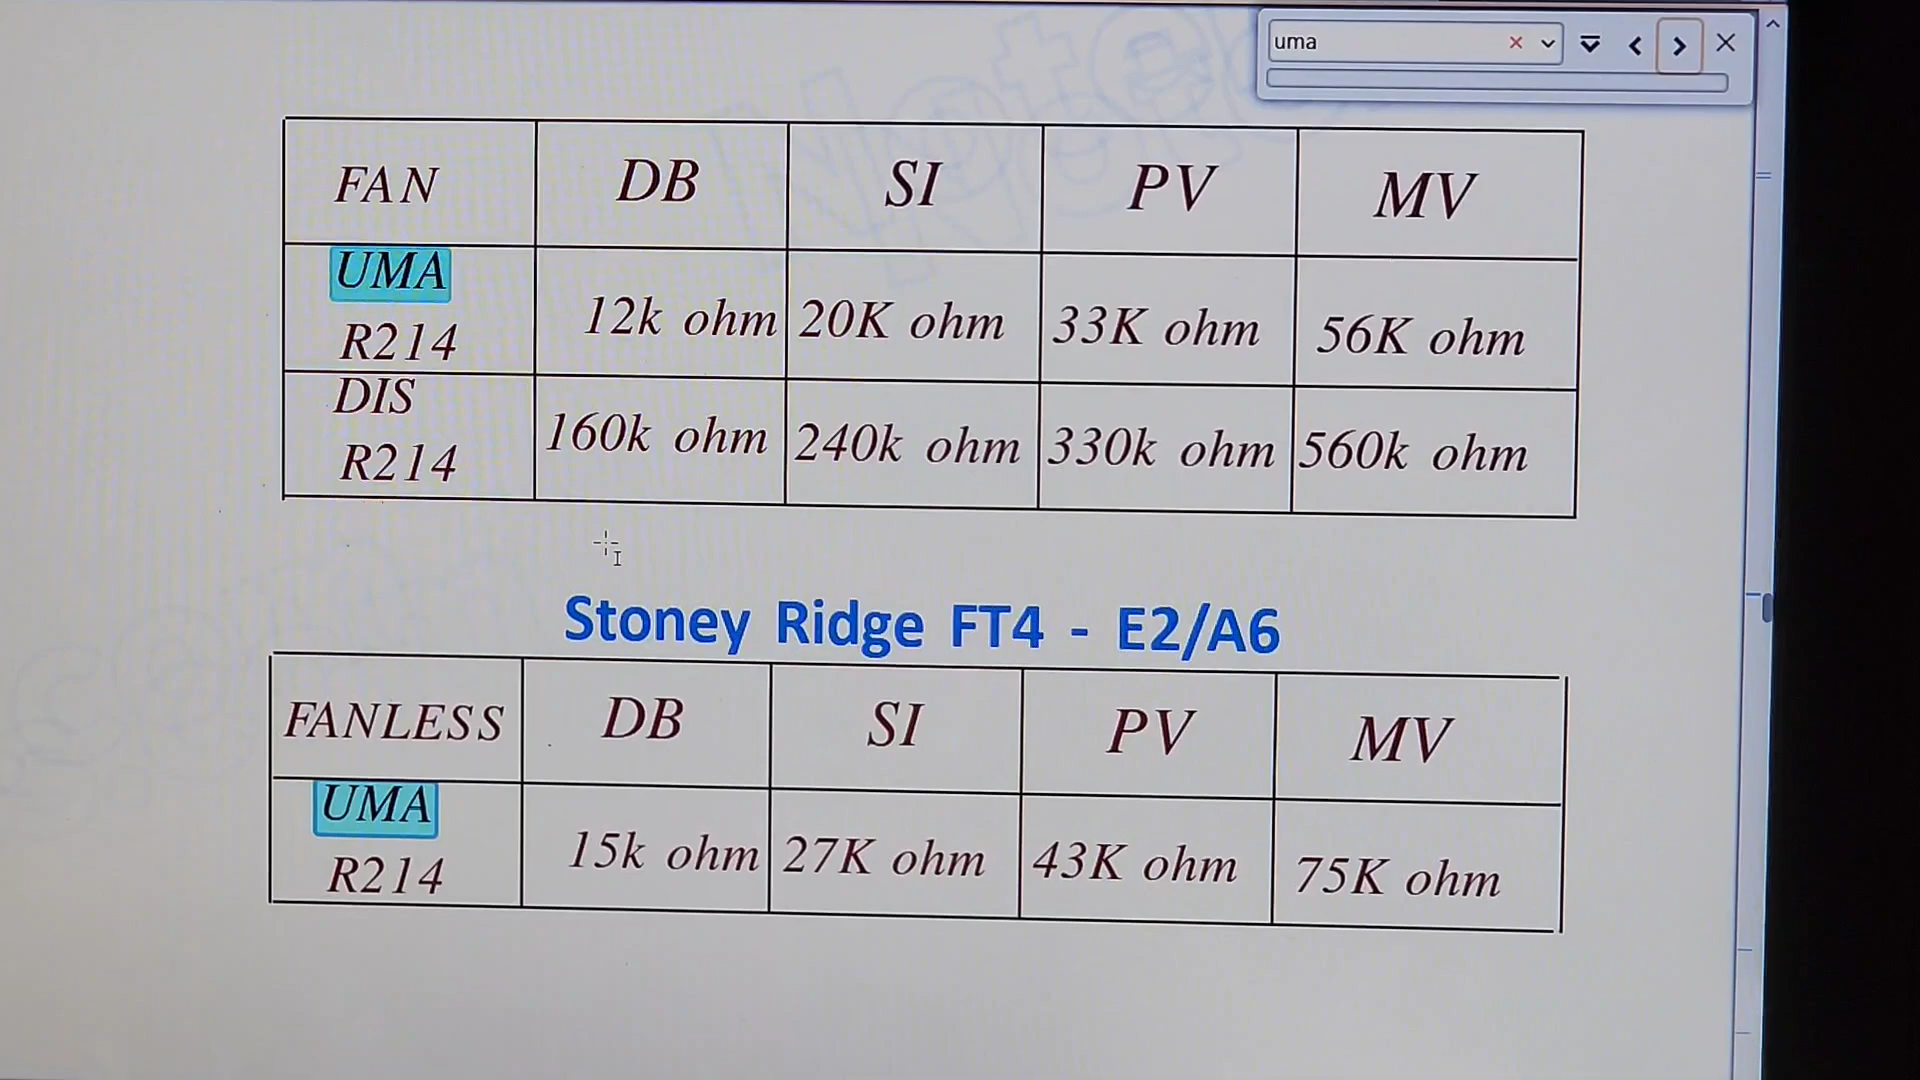 uma
FAN DB SI PV MV
UMA
R214 12k ohm 20K ohm 33K ohm 56K ohm
DIS
R214 160k ohm 240k ohm 330k ohm 560k ohm
Stoney Ridge FT4 - E2/A6
FANLESS DB SI PV MV
UMA
R214 15k ohm 27K ohm 43K ohm 75K ohm